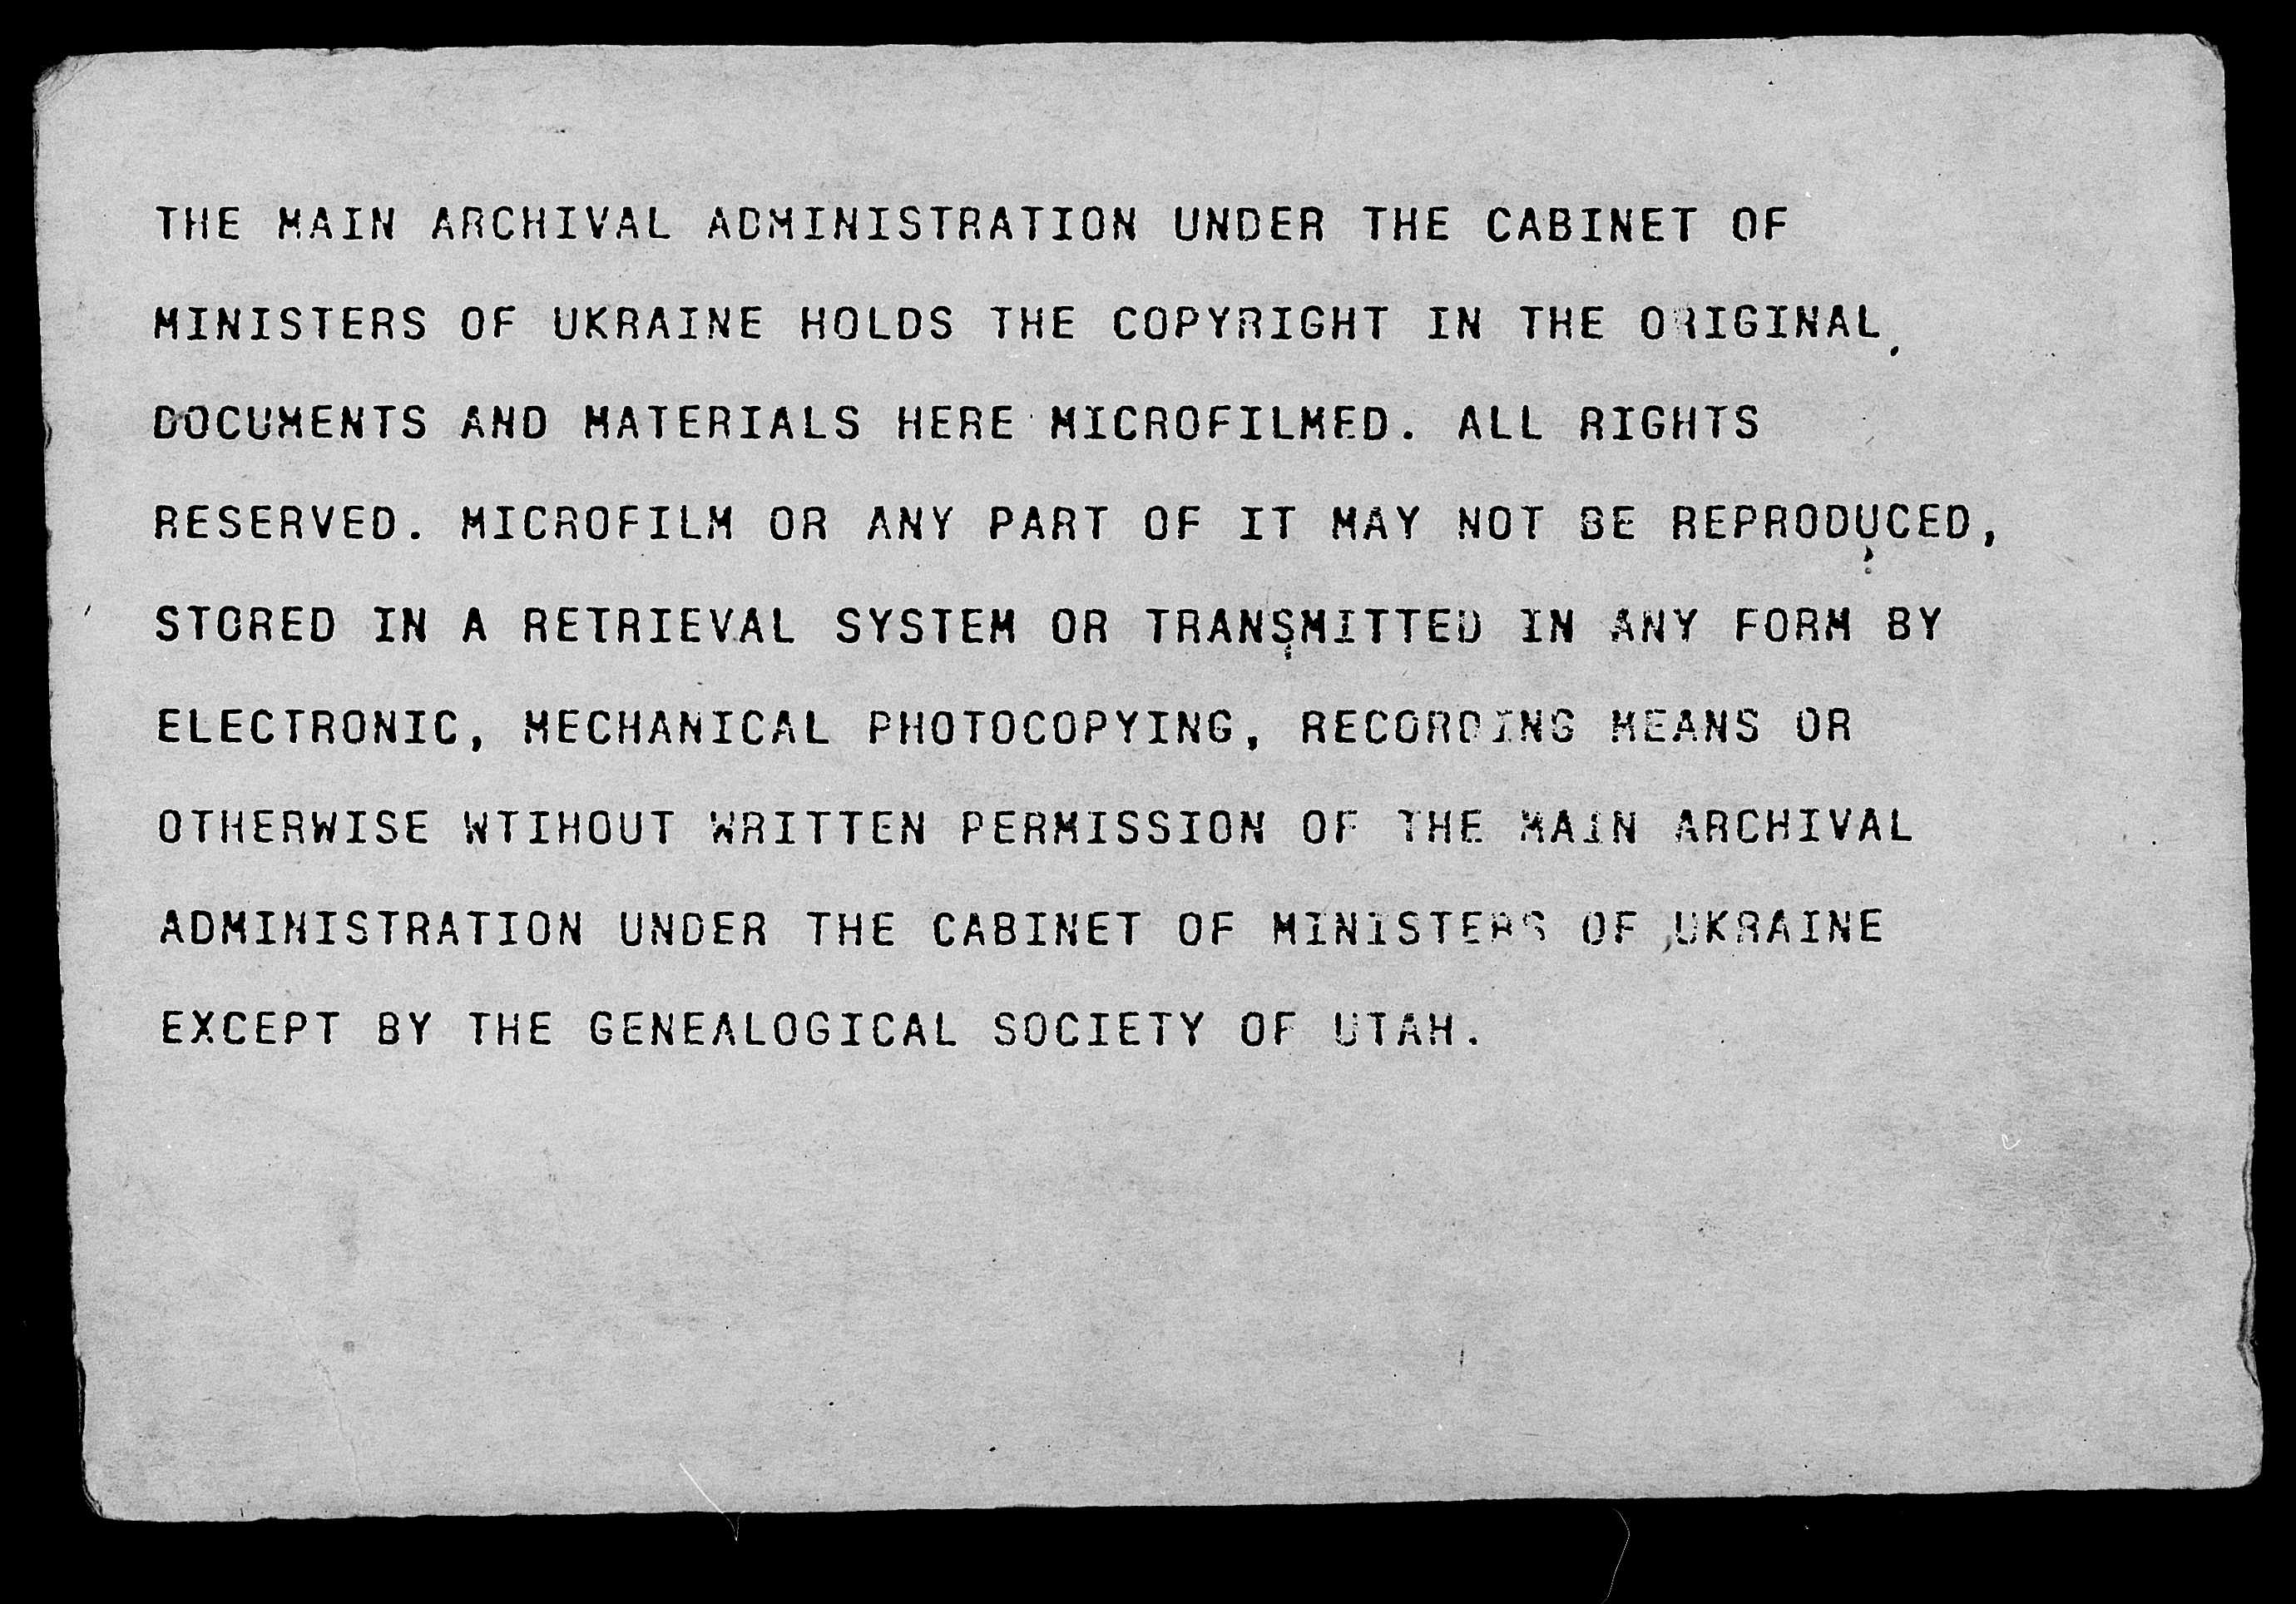 THE MAIN ARCHIVAL ADMINISTRATION UNDER THE CABINET OF
MINISTERS OF UKRAINE HOLDS THE COPYRIGHT IN THE ORIGINAL
DOCUMENTS AND MATERIALS HERE MICROFILMED. ALL RIGHTS
RESERVED. MICROFILM OR ANY PART OF IT MAY NOT BE REPRODUCED,
STORED IN A RETRIEVAL SYSTEM OR TRANSMITTED IN ANY FORM BY
ELECTRONIC, MECHANICAL PHOTOCOPYING, RECORDING MEANS OR
OTHERWISE WTIHOUT WRITTEN PERMISSION OF THE MAIN ARCHIVAL
ADMINISTRATION UNDER THE CABINET OF MINISTERS OF UKRAINE
EXCEPT BY THE GENEALOGICAL SOCIETY OF UTAH.